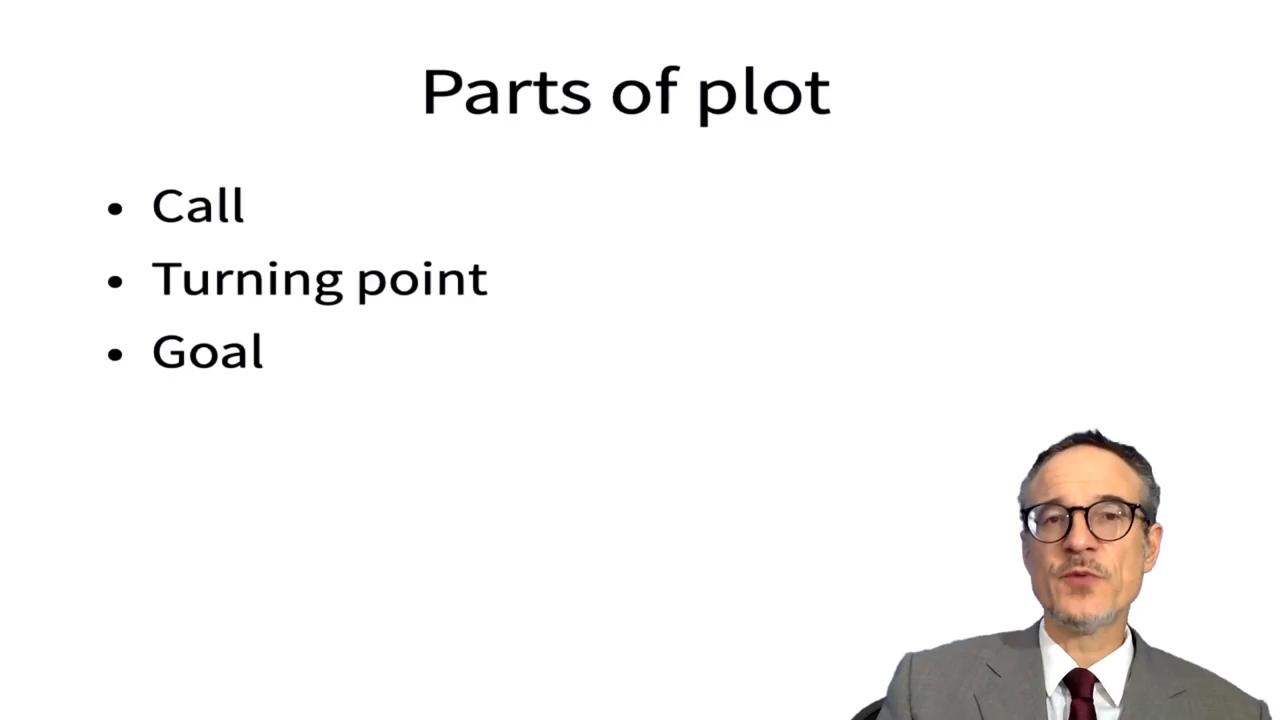 Parts of plot
• Call
• Turning point
• Goal